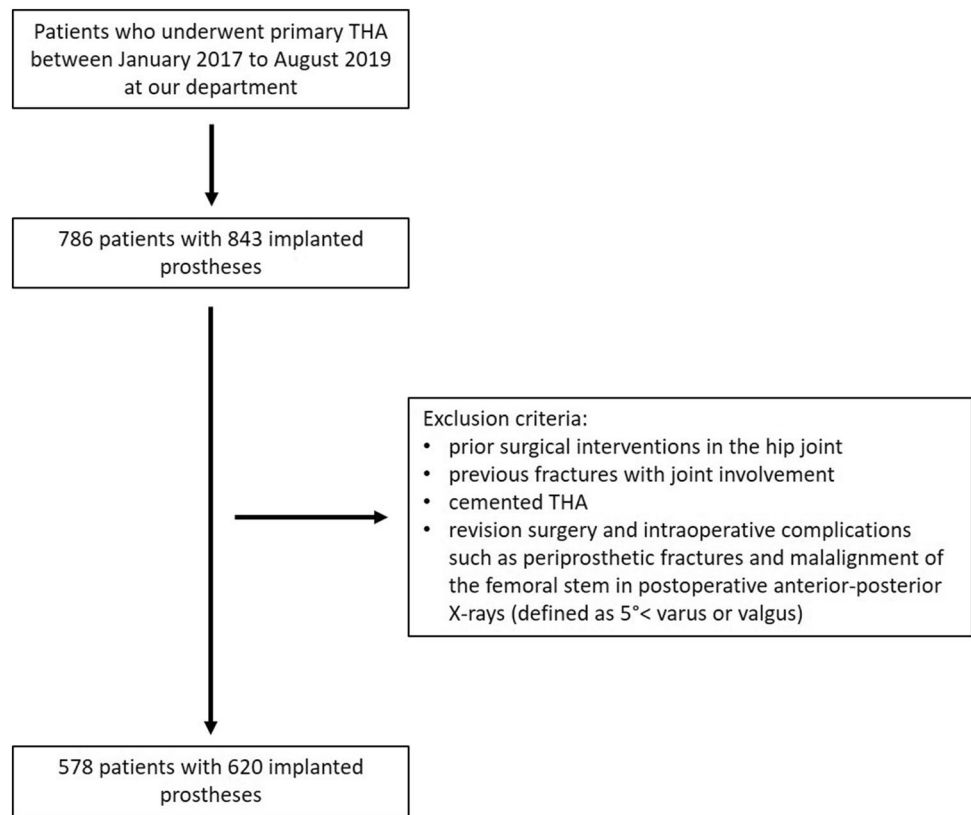 Patients who underwent primary THA
between January 2017 to August 2019
at our department
786 patients with 843 implanted
prostheses
Exclusion criteria:
• prior surgical interventions in the hip joint
• previous fractures with joint involvement
• cemented THA
• revision surgery and intraoperative complications
such as periprosthetic fractures and malalignment of
the femoral stem in postoperative anterior-posterior
X-rays (defined as 5°< varus or valgus)
578 patients with 620 implanted
prostheses